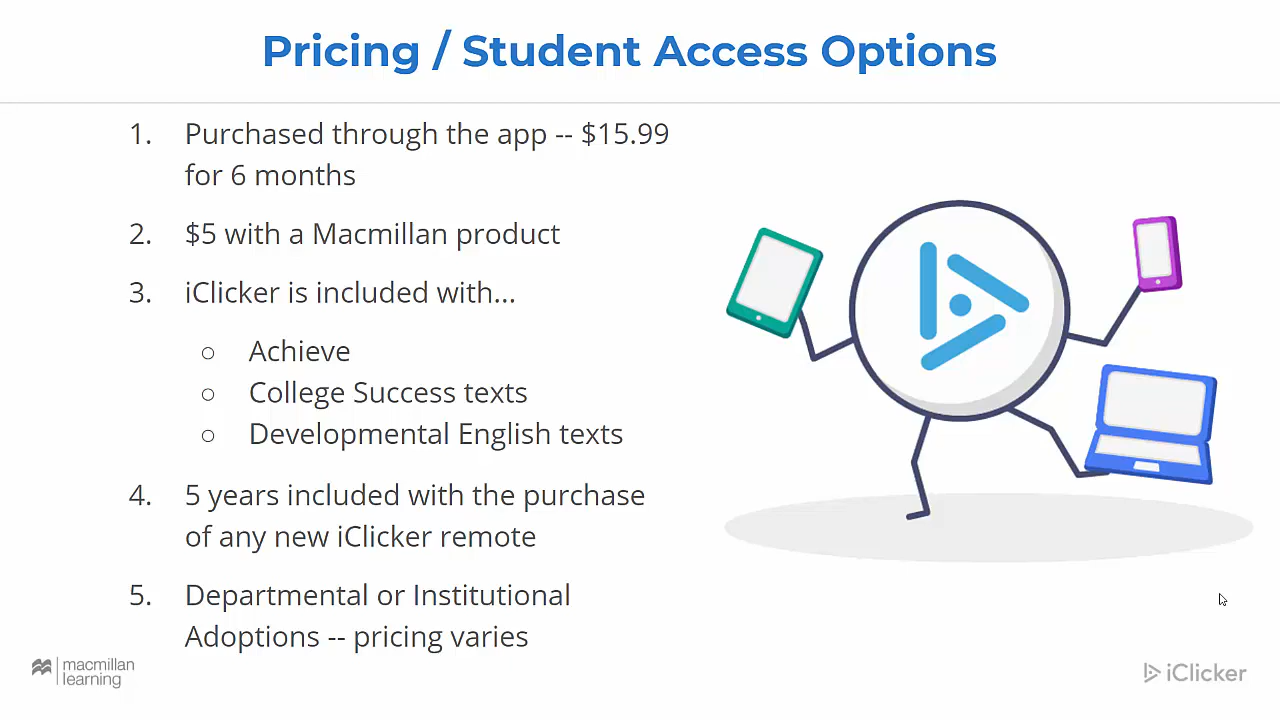 Pricing / Student Access Options
1. Purchased through the app -- $15.99
for 6 months
2. $5 with a Macmillan product
3. iClicker is included with...
○ Achieve
○ College Success texts
○ Developmental English texts
4. 5 years included with the purchase
of any new iClicker remote
5. Departmental or Institutional
Adoptions -- pricing varies
macmillan
learning
iClicker